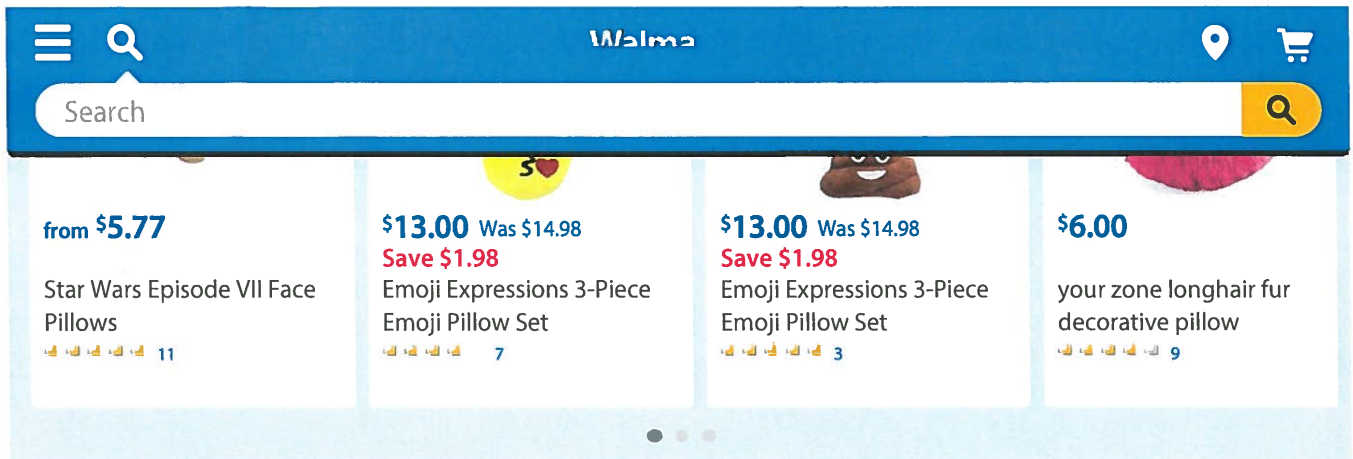 Walma
Search
from $5.77
Star Wars Episode VII Face
Pillows
11
$13.00 Was $14.98
Save $1.98
Emoji Expressions 3-Piece
Emoji Pillow Set
7
$13.00 Was $14.98
Save $1.98
Emoji Expressions 3-Piece
Emoji Pillow Set
3
$6.00
your zone longhair fur
decorative pillow
9